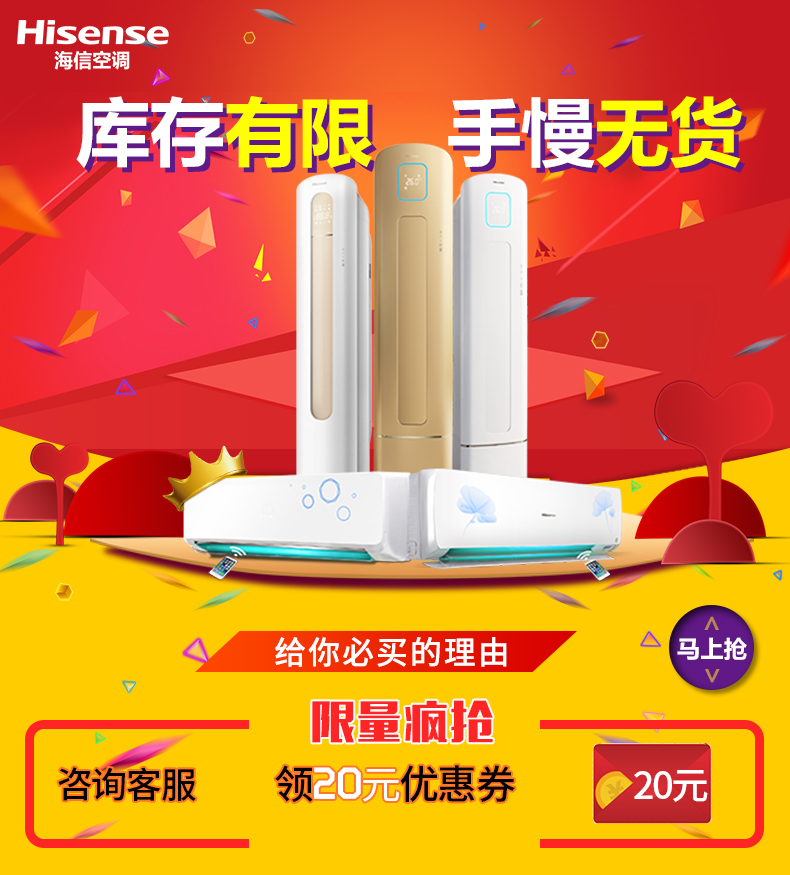 Hisense
海信空调
库存有限 手慢无货
给你必买的理由
马上抢
限量疯抢
咨询客服 领20元优惠券 20元